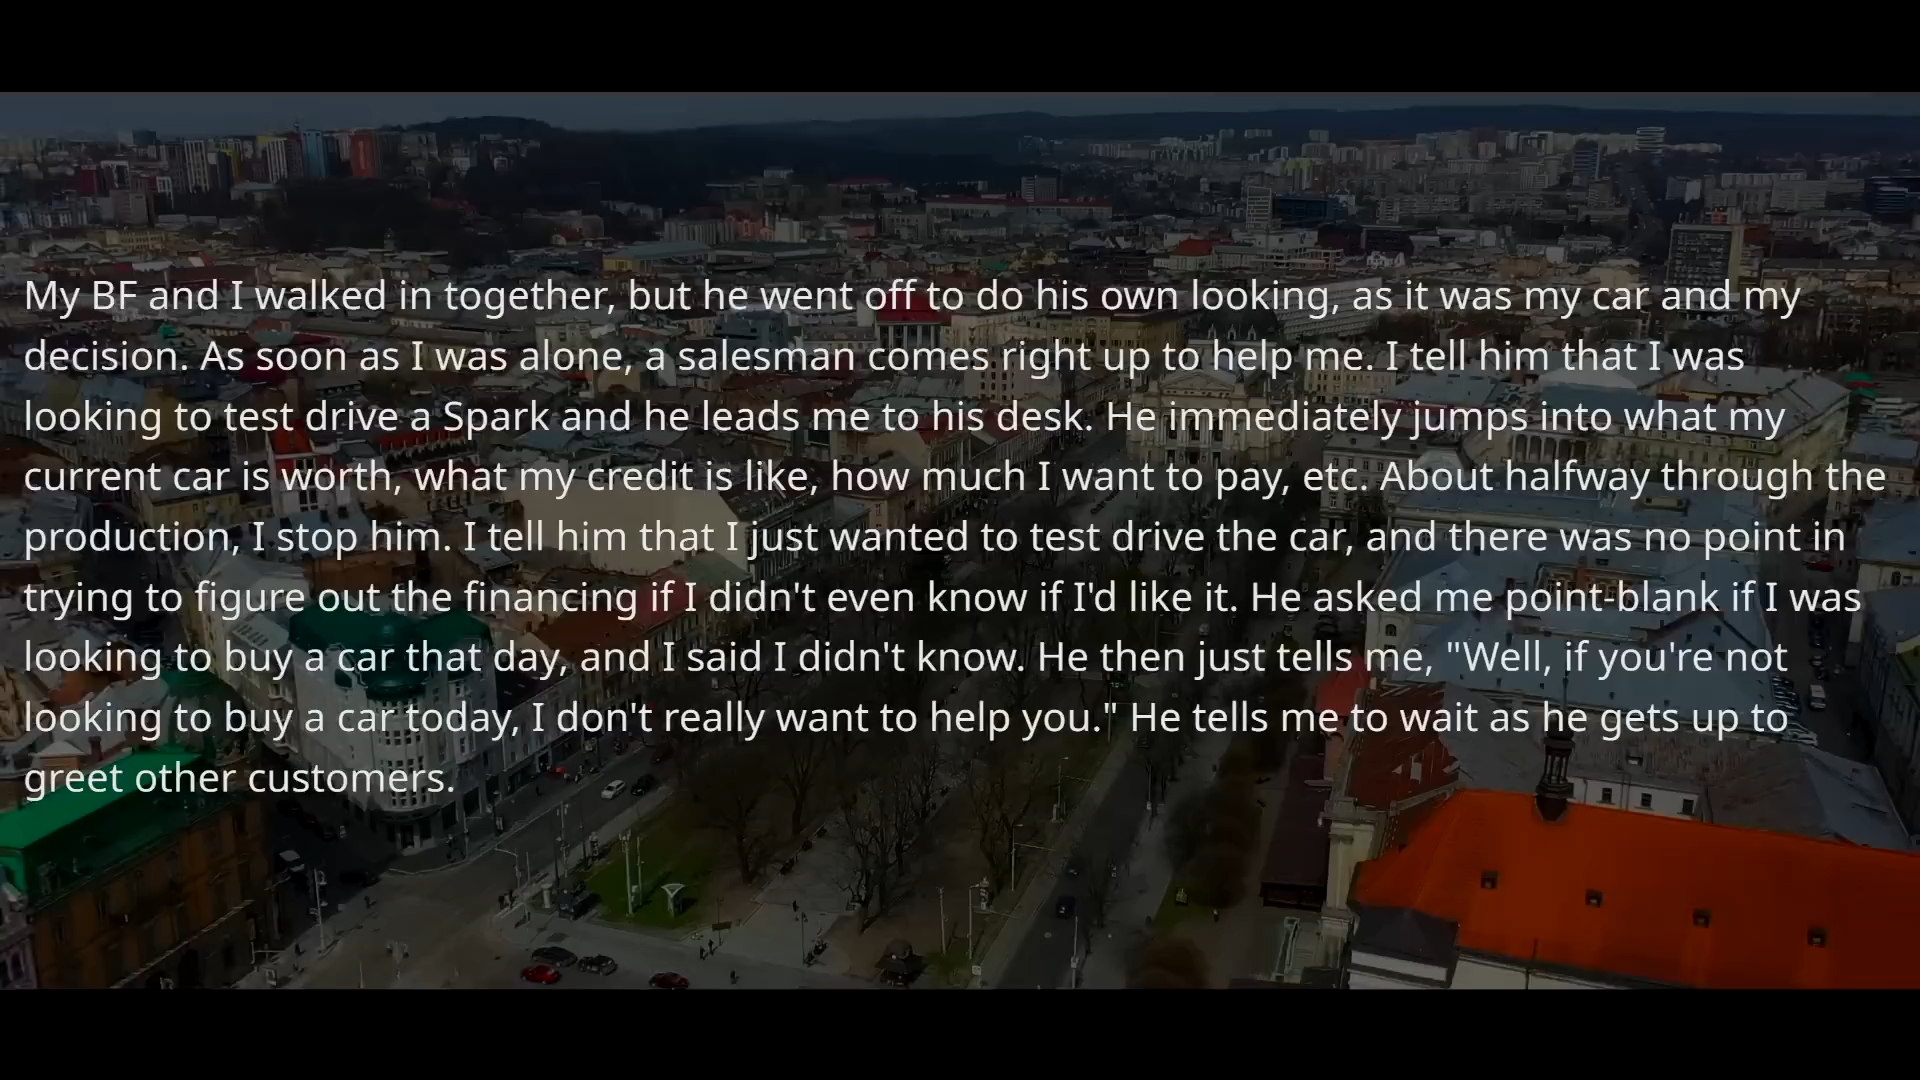 My BF and I walked in together, but he went off to do his own looking, as it was my car and my
decision. As soon as I was alone, a salesman comes right up to help me. I tell him that I was
looking to test drive a Spark and he leads me to his desk. He immediately jumps into what my
current car is worth, what my credit is like, how much I want to pay, etc. About halfway through the
production, I stop him. I tell him that I just wanted to test drive the car, and there was no point in
trying to figure out the financing if I didn't even know if I'd like it. He asked me point-blank if I was
looking to buy a car that day, and I said I didn't know. He then just tells me, "Well, if you're not
looking to buy a car today, I don't really want to help you." He tells me to wait as he gets up to
greet other customers.